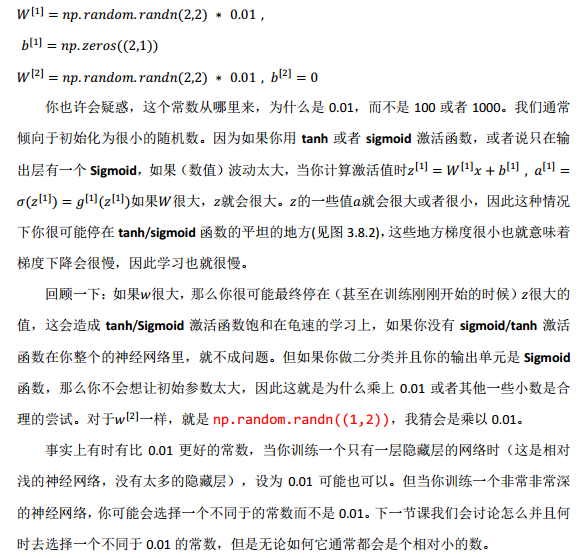 W^[1] = np.random.randn(2,2) * 0.01 ,
b^[1] = np.zeros((2,1))
W^[2] = np.random.randn(2,2) * 0.01 , b^[2] = 0
你也许会疑惑，这个常数从哪里来，为什么是 0.01，而不是 100 或者 1000。我们通常
倾向于初始化为很小的随机数。因为如果你用 tanh 或者 sigmoid 激活函数，或者说只在输
出层有一个 Sigmoid，如果（数值）波动太大，当你计算激活值时z^[1] = W^[1]x + b^[1] , a^[1] =
σ(z^[1]) = g^[1](z^[1])如果W很大，z就会很大。z的一些值a就会很大或者很小，因此这种情况
下你很可能停在 tanh/sigmoid 函数的平坦的地方(见图 3.8.2)，这些地方梯度很小也就意味着
梯度下降会很慢，因此学习也就很慢。
回顾一下：如果w很大，那么你很可能最终停在（甚至在训练刚刚开始的时候）z很大的
值，这会造成 tanh/Sigmoid 激活函数饱和在龟速的学习上，如果你没有 sigmoid/tanh 激活
函数在你整个的神经网络里，就不成问题。但如果你做二分类并且你的输出单元是 Sigmoid
函数，那么你不会想让初始参数太大，因此这就是为什么乘上 0.01 或者其他一些小数是合
理的尝试。对于w^[2]一样，就是 np.random.randn((1,2))，我猜会是乘以 0.01。
事实上有时有比 0.01 更好的常数，当你训练一个只有一层隐藏层的网络时（这是相对
浅的神经网络，没有太多的隐藏层），设为 0.01 可能也可以。但当你训练一个非常非常深
的神经网络，你可能会选择一个不同的常数而不是 0.01。下一节课我们会讨论怎么并且何
时去选择一个不同于 0.01 的常数，但是无论如何它通常都会是个相对小的数。